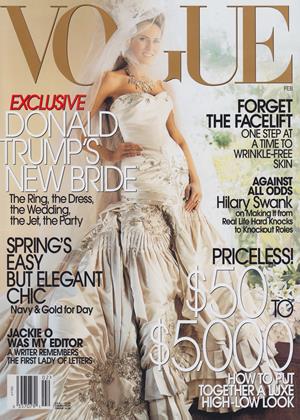 VOGUE
FEB
EXCLUSIVE
DONALD
TRUMP'S
NEW BRIDE
The Ring, the Dress,
the Wedding,
the Jet, the Party
SPRING'S
EASY
BUT ELEGANT
CHIC
Navy & Gold for Day
JACKIE O
WAS MY EDITOR
A WRITER REMEMBERS
THE FIRST LADY OF LETTERS
FORGET
THE FACELIFT
ONE STEP AT
A TIME TO
WRINKLE-FREE
SKIN
AGAINST
ALL ODDS
Hilary Swank
on Making it from
Real Life Hard Knocks
to Knockout Roles
PRICELESS!
$50
TO
$5000
HOW TO PUT
TOGETHER A LUXE
HIGH-LOW LOOK